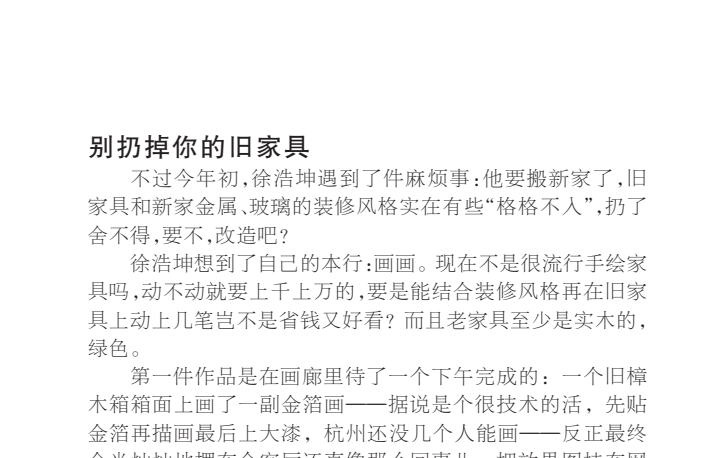 别扔掉你的旧家具
不过今年初,徐浩坤遇到了件麻烦事:他要搬新家了,旧
家具和新家金属、玻璃的装修风格实在有些“格格不入”,扔了
舍不得,要不,改造吧?
徐浩坤想到了自己的本行:画画。现在不是很流行手绘家
具吗,动不动就要上千上万的,要是能结合装修风格再在旧家
具上动上几笔岂不是省钱又好看? 而且老家具至少是实木的,
绿色。
第一件作品是在画廊里待了一个下午完成的: 一个旧樟
木箱箱面上画了一副金箔画——据说是个很技术的活, 先贴
金箔再描画最后上大漆, 杭州还没几个人能画——反正最终